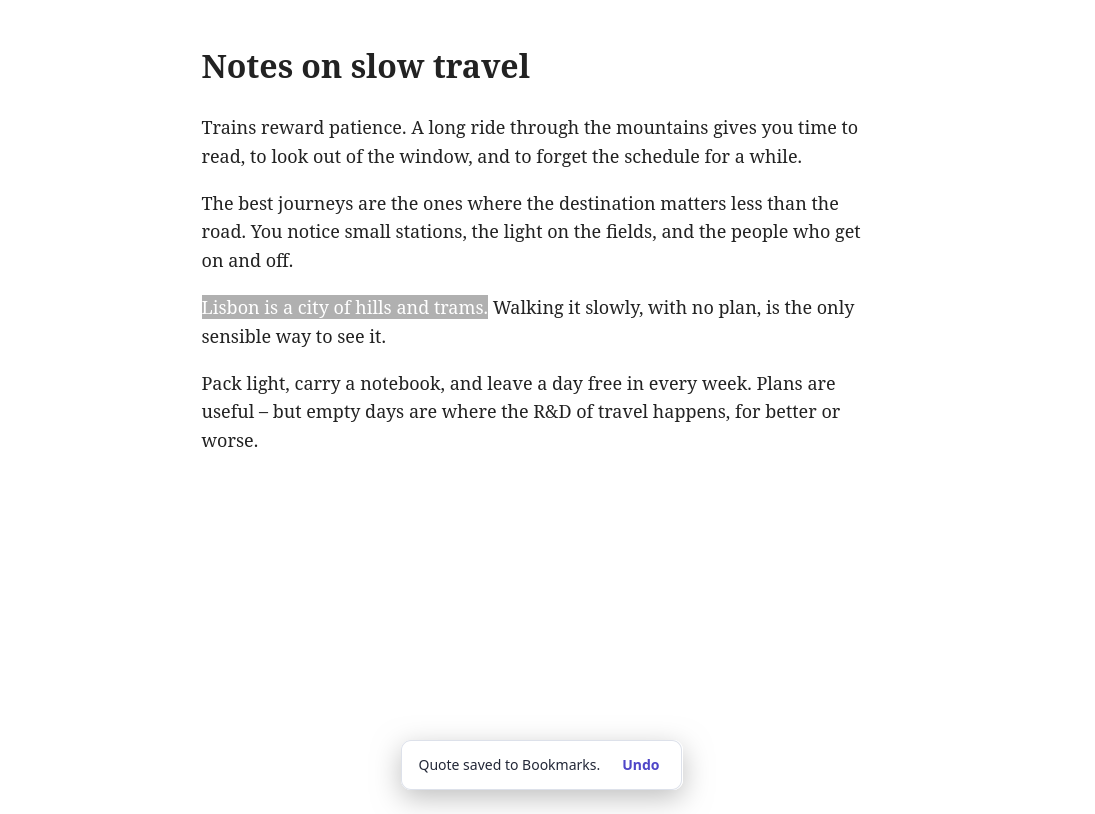 Notes on slow travel
Trains reward patience. A long ride through the mountains gives you time to
read, to look out of the window, and to forget the schedule for a while.
The best journeys are the ones where the destination matters less than the
road. You notice small stations, the light on the fields, and the people who get
on and off.
Lisbon is a city of hills and trams. Walking it slowly, with no plan, is the only
sensible way to see it.
Pack light, carry a notebook, and leave a day free in every week. Plans are
useful – but empty days are where the R&D of travel happens, for better or
worse.
Quote saved to Bookmarks. Undo